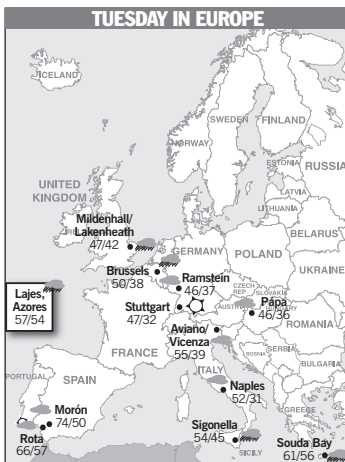 TUESDAY IN EUROPE
ICELAND
SWEDEN
FINLAND
NORWAY
ESTONIA
RUSSIA
LATVIA
LITHUANIA
UNITED
KINGDOM
BELARUS
Mildenhall/
Lakenheath
47/42
GERMANY
POLAND
UKRAINE
Brussels
50/38
Ramstein
46/37
CZECH
REP
SLOVAKIA
Lajes,
Azores
57/54
Stuttgart
47/32
AUSTRIA
Pápa
46/36
HUNGARY
ROMANIA
Aviano/
Vicenza
55/39
FRANCE
BOSNIA
SERBIA
BULGARIA
ITALY
PORTUGAL
SPAIN
Morón
74/50
Naples
52/31
GREECE
Rota
66/57
Sigonella
54/45
SICILY
Souda Bay
61/56